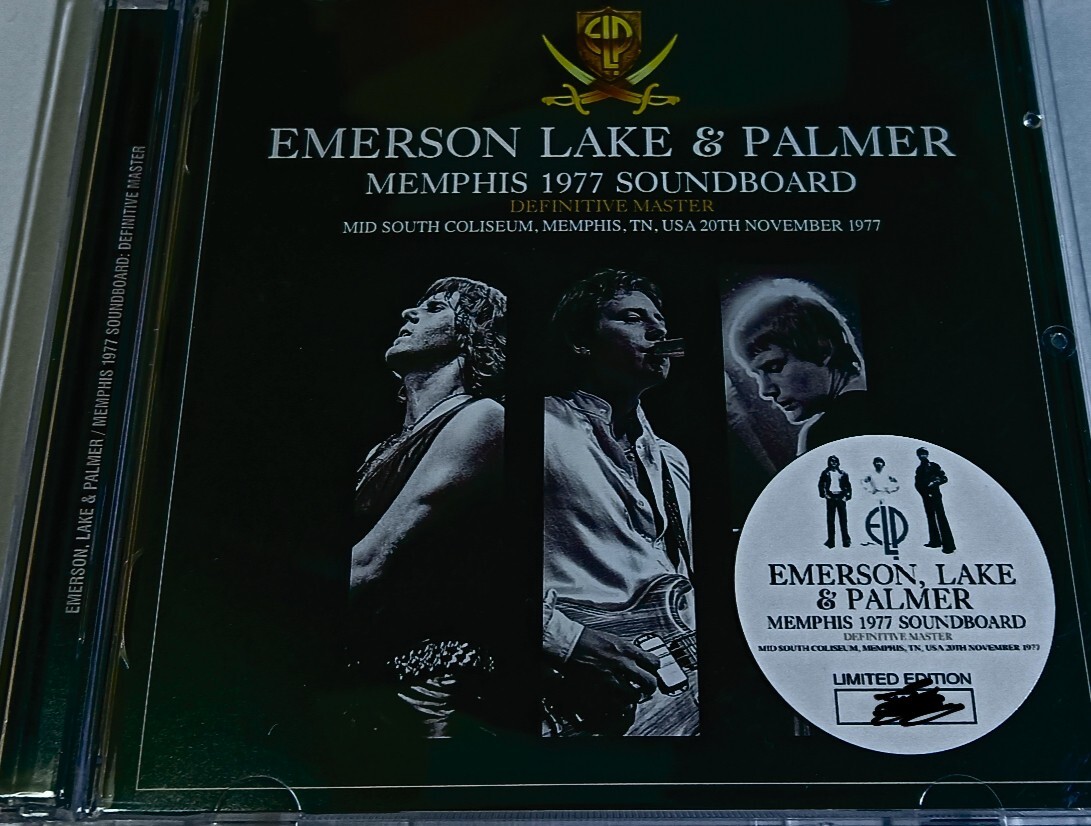 ELP
EMERSON LAKE & PALMER
MEMPHIS 1977 SOUNDBOARD
DEFINITIVE MASTER
MID SOUTH COLISEUM, MEMPHIS, TN, USA 20TH NOVEMBER 1977
EMERSON, LAKE & PALMER / MEMPHIS 1977 SOUNDBOARD: DEFINITIVE MASTER
ELP
EMERSON, LAKE
& PALMER
MEMPHIS 1977 SOUNDBOARD
DEFINITIVE MASTER
MID SOUTH COLISEUM, MEMPHIS, TN, USA 20TH NOVEMBER 1977
LIMITED EDITION